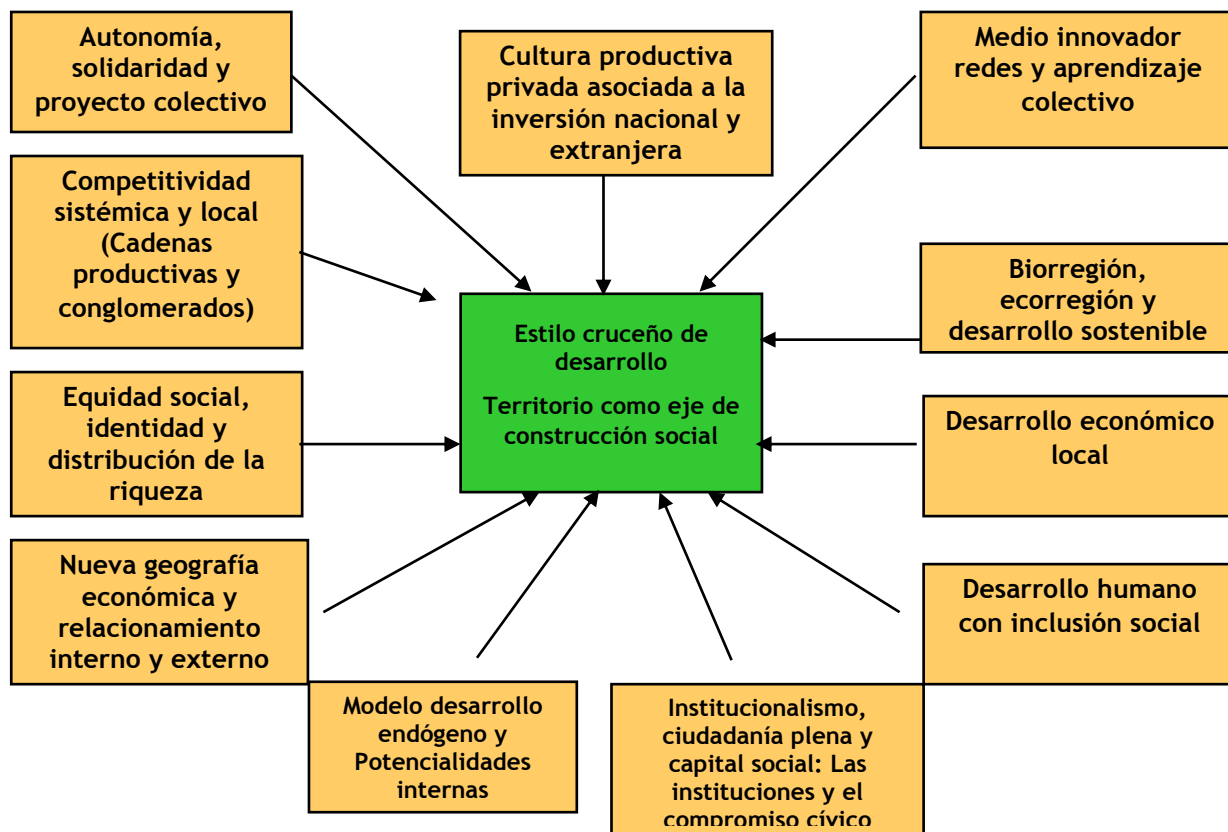 Autonomía,
solidaridad y
proyecto colectivo
Cultura productiva
privada asociada a la
inversión nacional y
extranjera
Medio innovador
redes y aprendizaje
colectivo
Competitividad
sistémica y local
(Cadenas
productivas y
conglomerados)
Biorregión,
ecorregión y
desarrollo sostenible
Estilo cruceño de
desarrollo
Territorio como eje de
construcción social
Equidad social,
identidad y
distribución de la
riqueza
Desarrollo económico
local
Nueva geografía
económica y
relacionamiento
interno y externo
Desarrollo humano
con inclusión social
Modelo desarrollo
endógeno y
Potencialidades
internas
Institucionalismo,
ciudadanía plena y
capital social: Las
instituciones y el
compromiso cívico